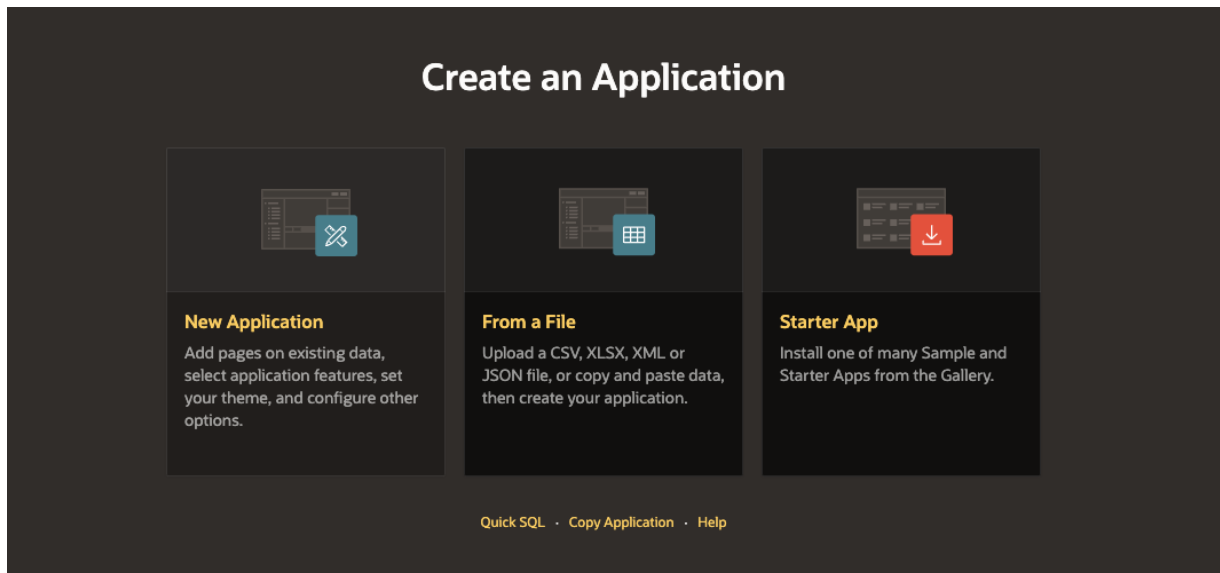 Create an Application
New Application
Add pages on existing data,
select application features, set
your theme, and configure other
options.
From a File
Upload a CSV, XLSX, XML or
JSON file, or copy and paste data,
then create your application.
Starter App
Install one of many Sample and
Starter Apps from the Gallery.
Quick SQL · Copy Application · Help